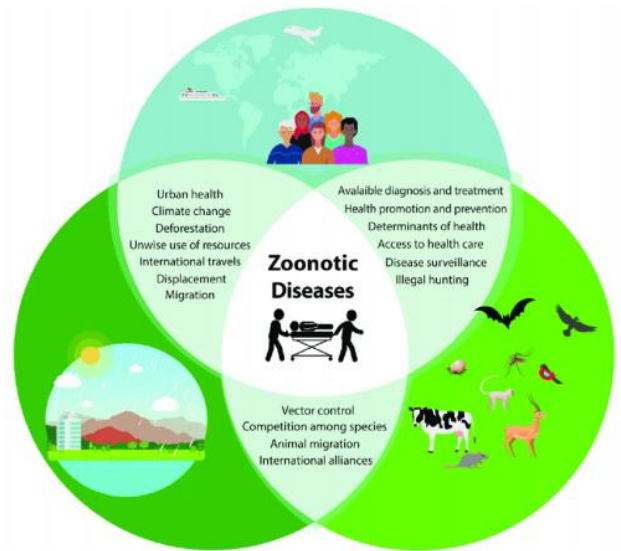 Urban health
Climate change
Deforestation
Unwise use of resources
International travels
Displacement
Migration
Avalaible diagnosis and treatment
Health promotion and prevention
Determinants of health
Access to health care
Disease surveillance
Illegal hunting
Zoonotic
Diseases
Vector control
Competition among species
Animal migration
International alliances